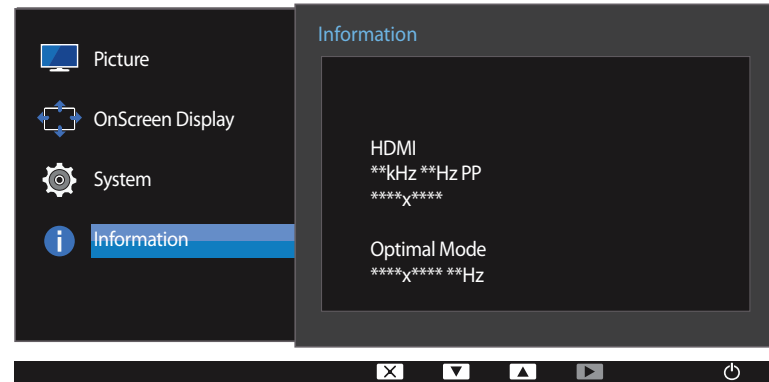 Picture
OnScreen Display
System
Information
Information
HDMI
**kHz **Hz PP
****x****
Optimal Mode
****x**** **Hz